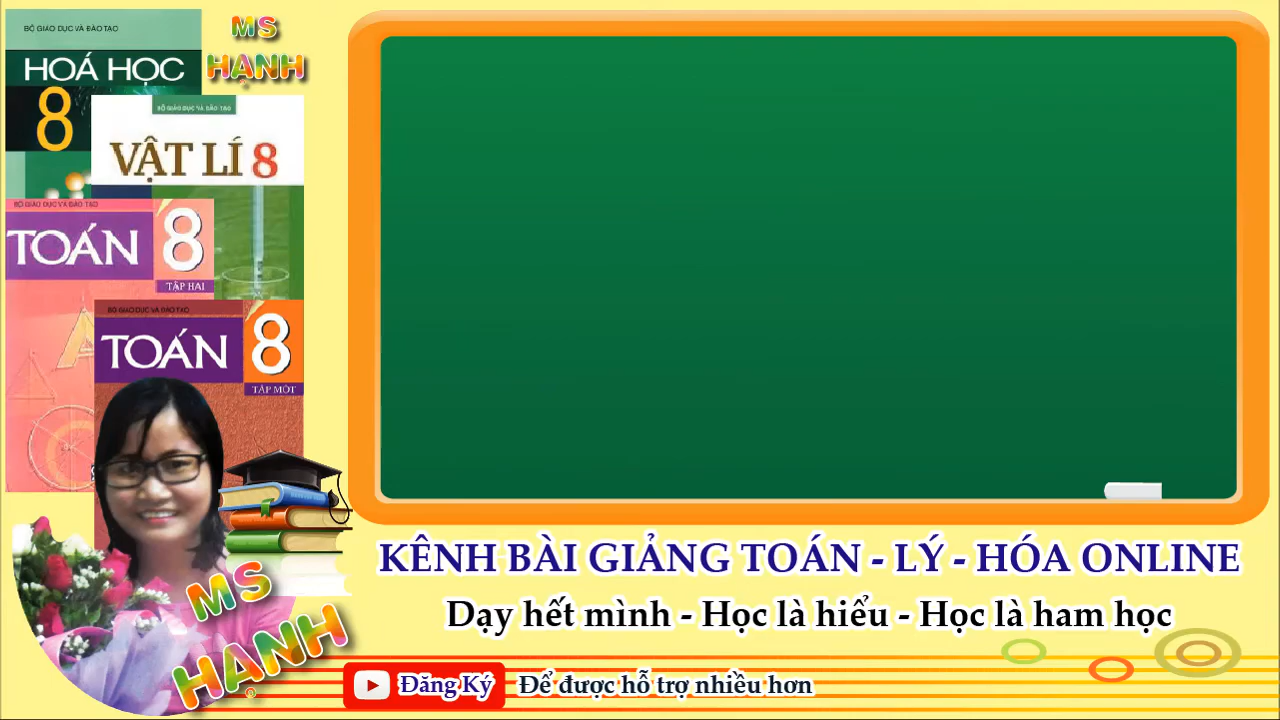 MS
HẠNH
BỘ GIÁO DỤC VÀ ĐÀO TẠO
HOÁ HỌC
8
BỘ GIÁO DỤC VÀ ĐÀO TẠO
VẬT LÍ 8
BỘ GIÁO DỤC VÀ ĐÀO TẠO
TOÁN 8
TẬP HAI
BỘ GIÁO DỤC VÀ ĐÀO TẠO
TOÁN 8
TẬP MỘT
MS
HẠNH
KÊNH BÀI GIẢNG TOÁN - LÝ - HÓA ONLINE
Dạy hết mình - Học là hiểu - Học là ham học
Đăng Ký Để được hỗ trợ nhiều hơn